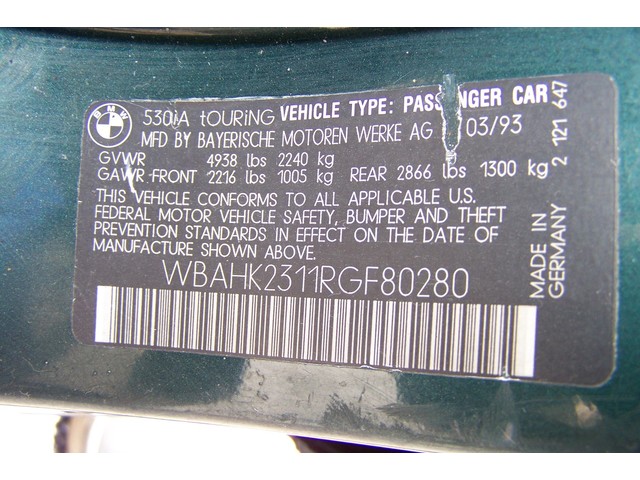 BMW
530iA touring VEHICLE TYPE: PASSENGER CAR
MFD BY BAYERISCHE MOTOREN WERKE AG 03/93
GVWR 4938 lbs 2240 kg
GAWR-FRONT 2216 lbs 1005 kg REAR 2866 lbs 1300 kg
THIS VEHICLE CONFORMS TO ALL APPLICABLE U.S.
FEDERAL MOTOR VEHICLE SAFETY, BUMPER AND THEFT
PREVENTION STANDARDS IN EFFECT ON THE DATE OF
MANUFACTURE SHOWN ABOVE.
WBAHK2311RGF80280
MADE IN
GERMANY 2 121 647